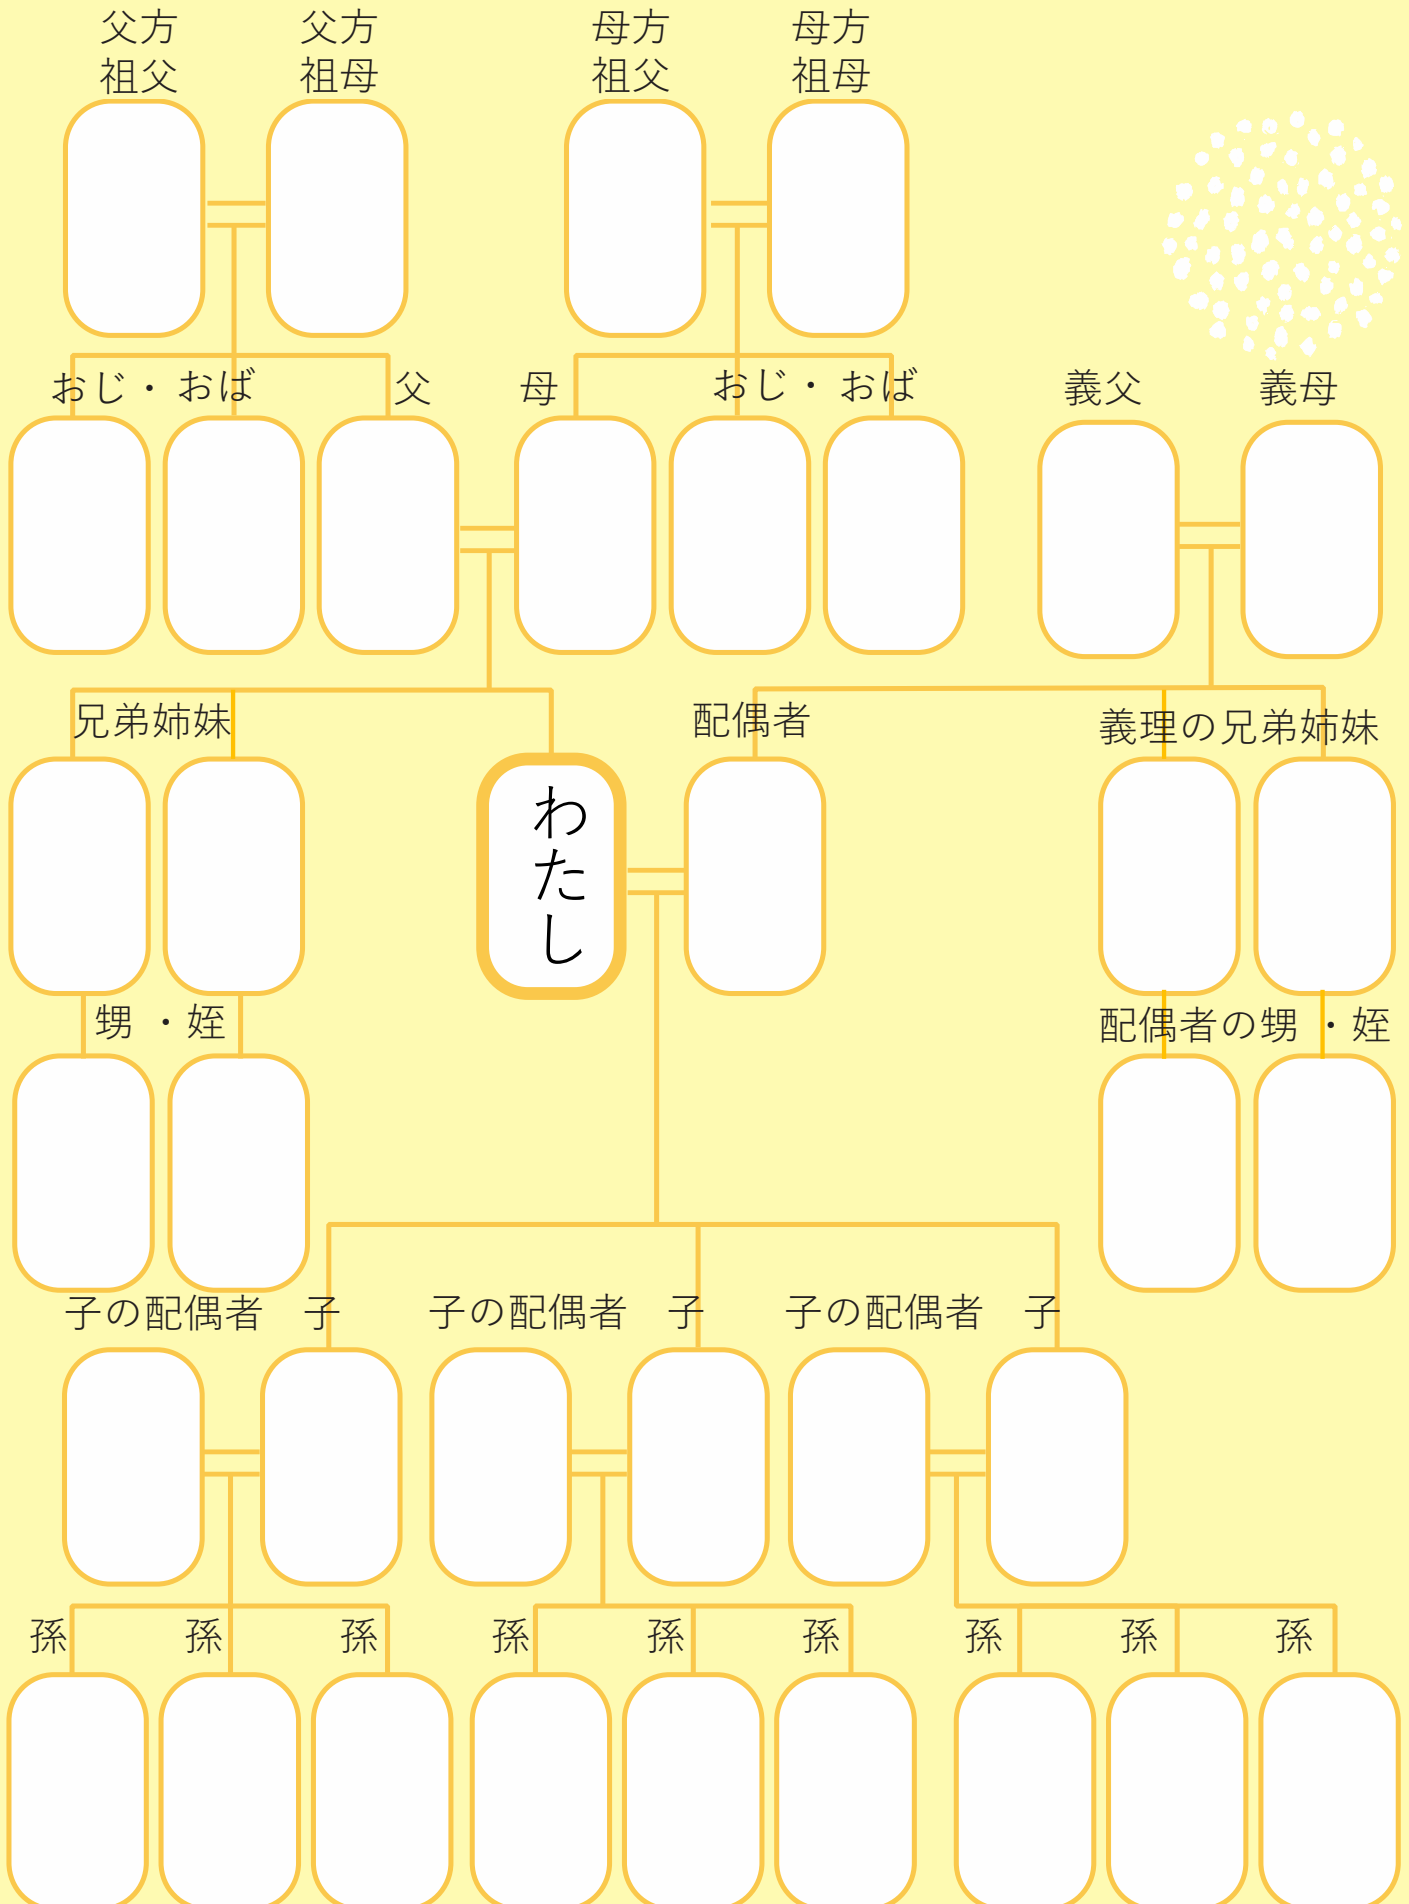 父方
祖父
父方
祖母
母方
祖父
母方
祖母
おじ・おば
父
母
おじ・おば
義父
義母
兄弟姉妹
配偶者
義理の兄弟姉妹
わたし
甥・姪
配偶者の甥・姪
子の配偶者
子
子の配偶者
子
子の配偶者
子
孫
孫
孫
孫
孫
孫
孫
孫
孫